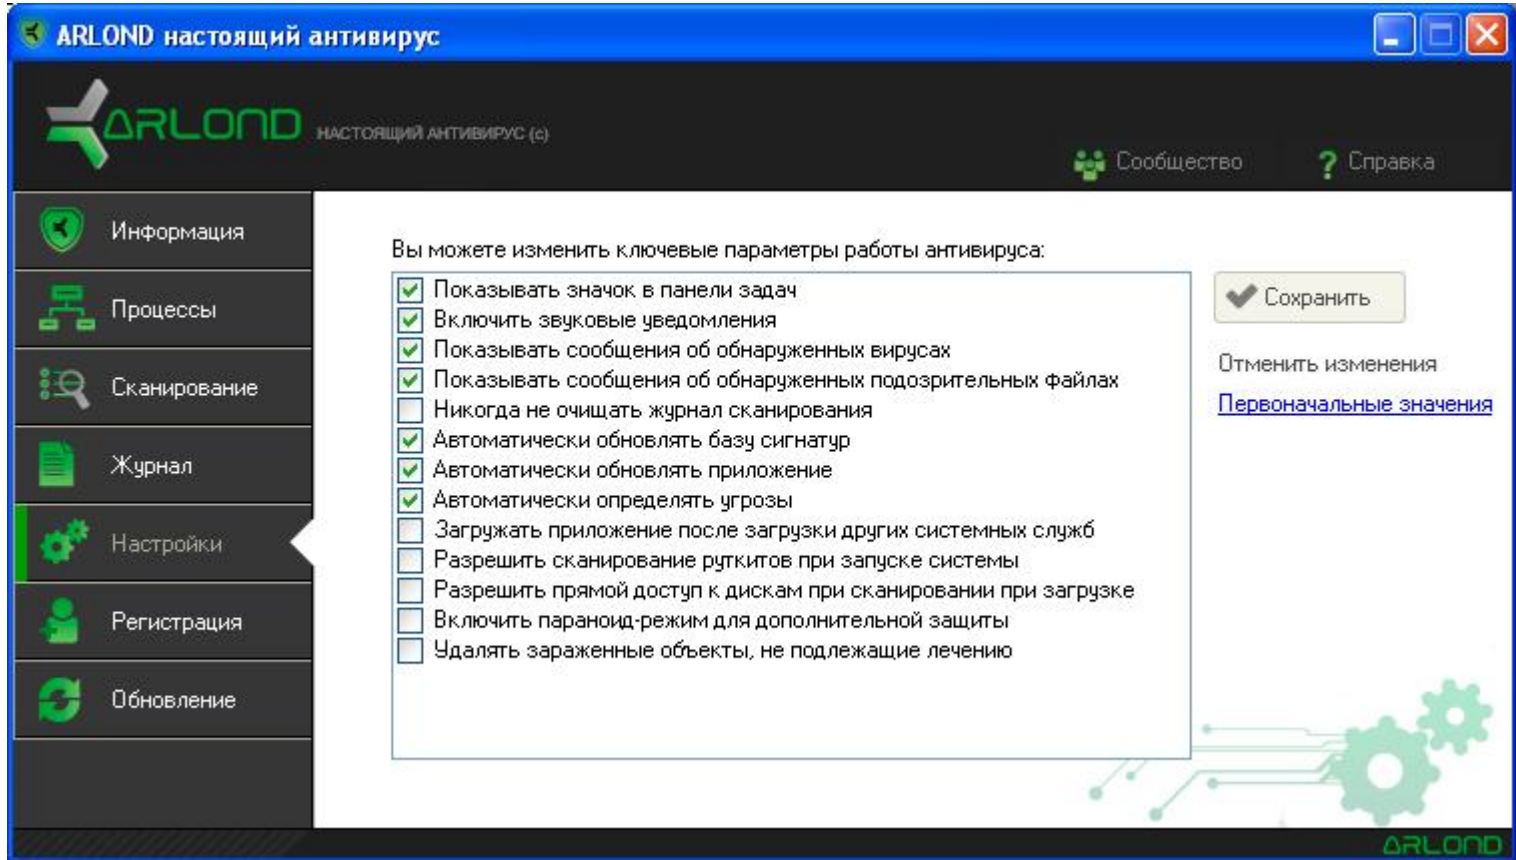 ARLOND настоящий антивирус
ARLOND НАСТОЯЩИЙ АНТИВИРУС (c)
Сообщество
? Справка
Информация
Процессы
Сканирование
Журнал
Настройки
Регистрация
Обновление
Вы можете изменить ключевые параметры работы антивируса:
Показывать значок в панели задач
Включить звуковые уведомления
Показывать сообщения об обнаруженных вирусах
Показывать сообщения об обнаруженных подозрительных файлах
Никогда не очищать журнал сканирования
Автоматически обновлять базу сигнатур
Автоматически обновлять приложение
Автоматически определять угрозы
Загружать приложение после загрузки других системных служб
Разрешить сканирование руткитов при запуске системы
Разрешить прямой доступ к дискам при сканировании при загрузке
Включить параноид-режим для дополнительной защиты
Удалять зараженные объекты, не подлежащие лечению
Сохранить
Отменить изменения
Первоначальные значения
ARLOND